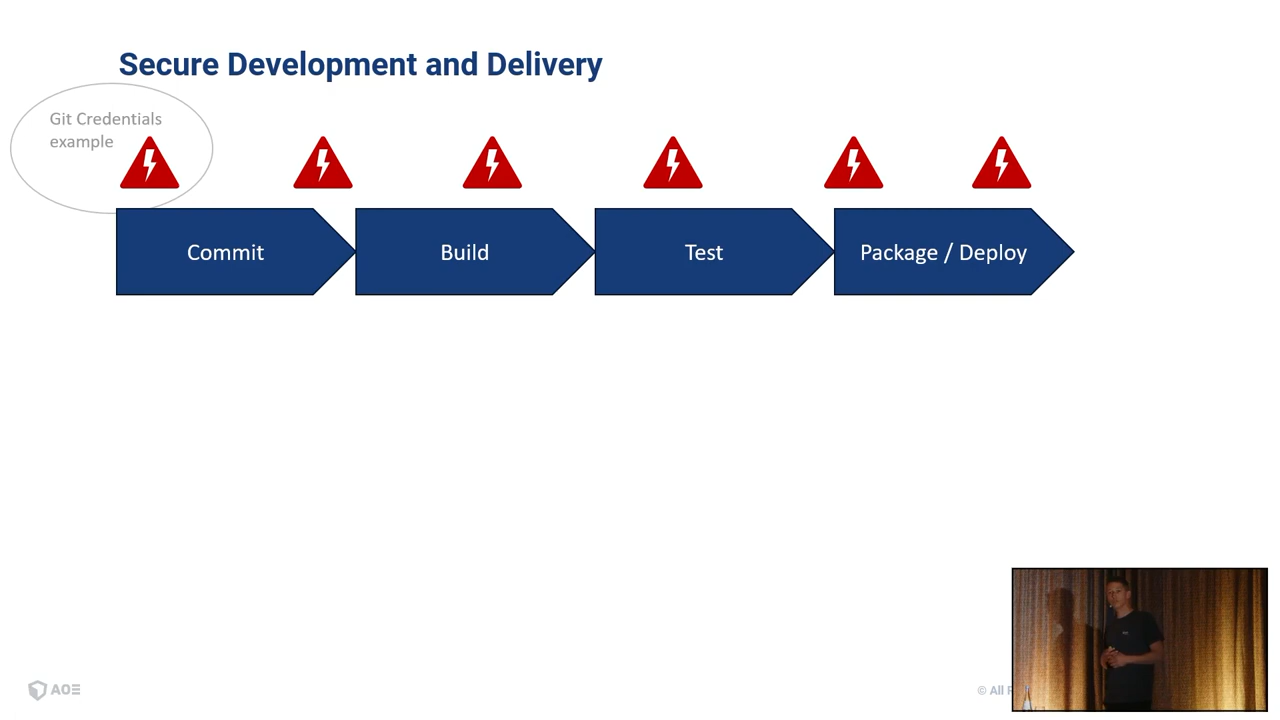 Secure Development and Delivery
Git Credentials
example
Commit
Build
Test
Package / Deploy
AOE
© All